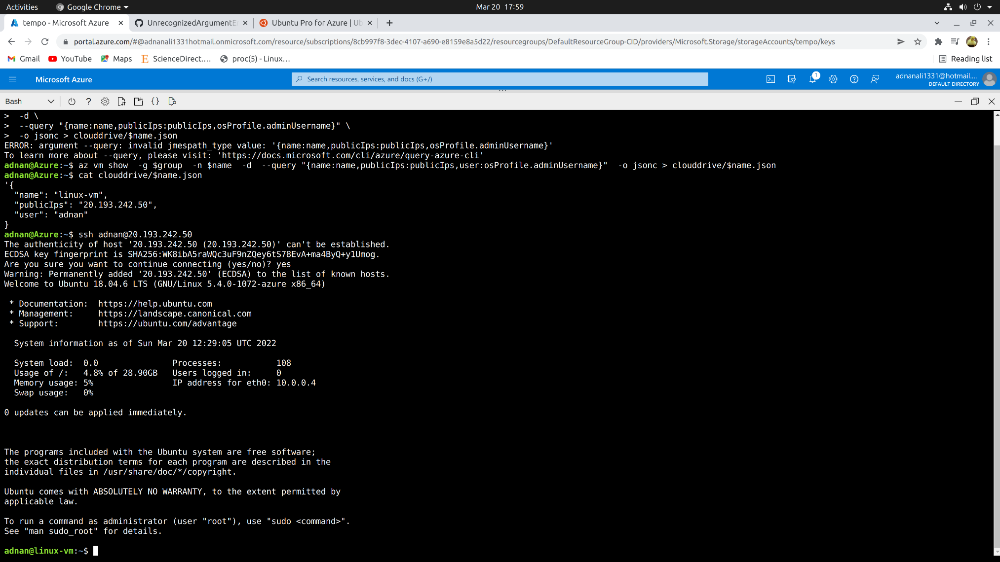 Activities Google Chrome Mar 20 17:59
tempo - Microsoft Azure UnrecognizedArgumentE Ubuntu Pro for Azure | Ub
portal.azure.com/#@adnanali1331hotmail.onmicrosoft.com/resource/subscriptions/8cb997f8-3dec-4107-a690-e8159e8a5d22/resourcegroups/DefaultResourceGroup-CID/providers/Microsoft.Storage/storageAccounts/tempo/keys
Gmail YouTube Maps ScienceDirect.... proc(5) - Linux... Reading list
Microsoft Azure Search resources, services, and docs (G+/) 1 adnanali1331@hotmail....
DEFAULT DIRECTORY
Bash
>  -d \
>  --query "{name:name,publicIps:publicIps,osProfile.adminUsername}" \
>  -o jsonc > clouddrive/$name.json
ERROR: argument --query: invalid jmespath_type value: '{name:name,publicIps:publicIps,osProfile.adminUsername}'
To learn more about --query, please visit: 'https://docs.microsoft.com/cli/azure/query-azure-cli'
adnan@Azure:~$ az vm show  -g $group  -n $name  -d  --query "{name:name,publicIps:publicIps,user:osProfile.adminUsername}"  -o jsonc > clouddrive/$name.json
adnan@Azure:~$ cat clouddrive/$name.json
'{
  "name": "linux-vm",
  "publicIps": "20.193.242.50",
  "user": "adnan"
}
adnan@Azure:~$ ssh adnan@20.193.242.50
The authenticity of host '20.193.242.50 (20.193.242.50)' can't be established.
ECDSA key fingerprint is SHA256:WK8ibA5raWQc3uF9nZQey6tS78EvA+ma4ByQ+y1Umog.
Are you sure you want to continue connecting (yes/no)? yes
Warning: Permanently added '20.193.242.50' (ECDSA) to the list of known hosts.
Welcome to Ubuntu 18.04.6 LTS (GNU/Linux 5.4.0-1072-azure x86_64)
 * Documentation:  https://help.ubuntu.com
 * Management:     https://landscape.canonical.com
 * Support:        https://ubuntu.com/advantage
  System information as of Sun Mar 20 12:29:05 UTC 2022
  System load:  0.0               Processes:           108
  Usage of /:   4.8% of 28.90GB   Users logged in:     0
  Memory usage: 5%                IP address for eth0: 10.0.0.4
  Swap usage:   0%
0 updates can be applied immediately.
The programs included with the Ubuntu system are free software;
the exact distribution terms for each program are described in the
individual files in /usr/share/doc/*/copyright.
Ubuntu comes with ABSOLUTELY NO WARRANTY, to the extent permitted by
applicable law.
To run a command as administrator (user "root"), use "sudo <command>".
See "man sudo_root" for details.
adnan@linux-vm:~$